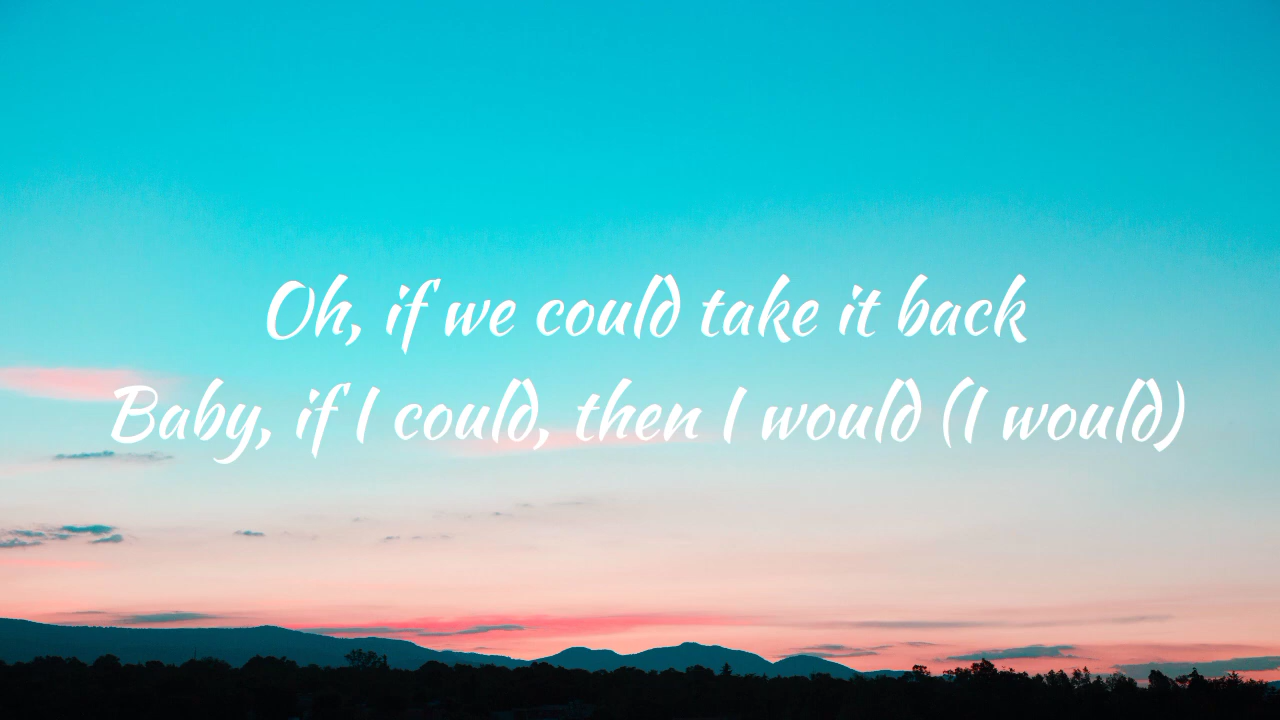 Oh, if we could take it back
Baby, if I could, then I would (I would)